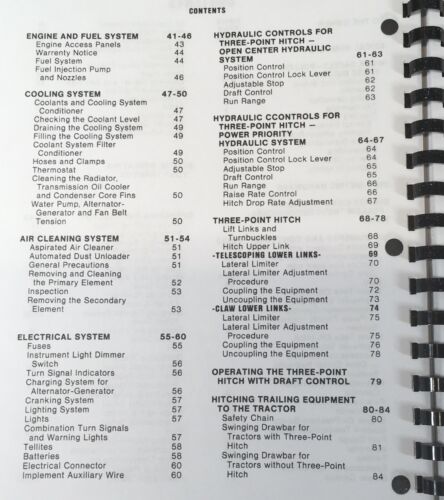 CONTENTS
ENGINE AND FUEL SYSTEM 41-46
Engine Access Panels 43
Warranty Notice 44
Fuel System 44
Fuel Injection Pump
and Nozzles 46
COOLING SYSTEM 47-50
Coolants and Cooling System
Conditioner 47
Checking the Coolant Level 47
Draining the Cooling System 49
Filling the Cooling System 49
Coolant System Filter
Conditioner 49
Hoses and Clamps 50
Thermostat 50
Cleaning the Radiator,
Transmission Oil Cooler
and Condenser Core Fins 50
Water Pump, Alternator-
Generator and Fan Belt
Tension 50
AIR CLEANING SYSTEM 51-54
Aspirated Air Cleaner 51
Automated Dust Unloader 51
General Precautions 51
Removing and Cleaning
the Primary Element 52
Inspection 53
Removing the Secondary
Element 53
ELECTRICAL SYSTEM 55-80
Fuses 55
Instrument Light Dimmer
Switch 56
Turn Signal Indicators 56
Charging System for
Alternator-Generator 56
Cranking System 57
Lighting System 57
Lights 57
Combination Turn Signals
and Warning Lights 57
Tellites 58
Batteries 58
Electrical Connector 60
Implement Auxiliary Wire 60
HYDRAULIC CONTROLS FOR
THREE-POINT HITCH —
OPEN CENTER HYDRAULIC
SYSTEM 61-63
Position Control 61
Position Control Lock Lever 61
Adjustable Stop 62
Draft Control 62
Run Range 63
HYDRAULIC CCONTROLS FOR
THREE-POINT HITCH —
POWER PRIORITY
HYDRAULIC SYSTEM 64-67
Position Control 64
Position Control Lock Lever 64
Adjustable Stop 65
Draft Control 65
Run Range 66
Raise Rate Control 66
Hitch Drop Rate Adjustment 67
THREE-POINT HITCH 68-78
Lift Links and
Turnbuckles 68
Hitch Upper Link 69
-TELESCOPING LOWER LINKS- 69
Lateral Limiter 70
Lateral Limiter Adjustment
Procedure 70
Coupling the Equipment 72
Uncoupling the Equipment 73
-CLAW LOWER LINKS- 74
Lateral Limiter 75
Lateral Limiter Adjustment
Procedure 75
Coupling the Equipment 76
Uncoupling the Equipment 78
OPERATING THE THREE-POINT
HITCH WITH DRAFT CONTROL 79
HITCHING TRAILING EQUIPMENT
TO THE TRACTOR 80-84
Safety Chain 80
Swinging Drawbar for
Tractors with Three-Point
Hitch 81
Swinging Drawbar for
Tractors without Three-Point
Hitch 84